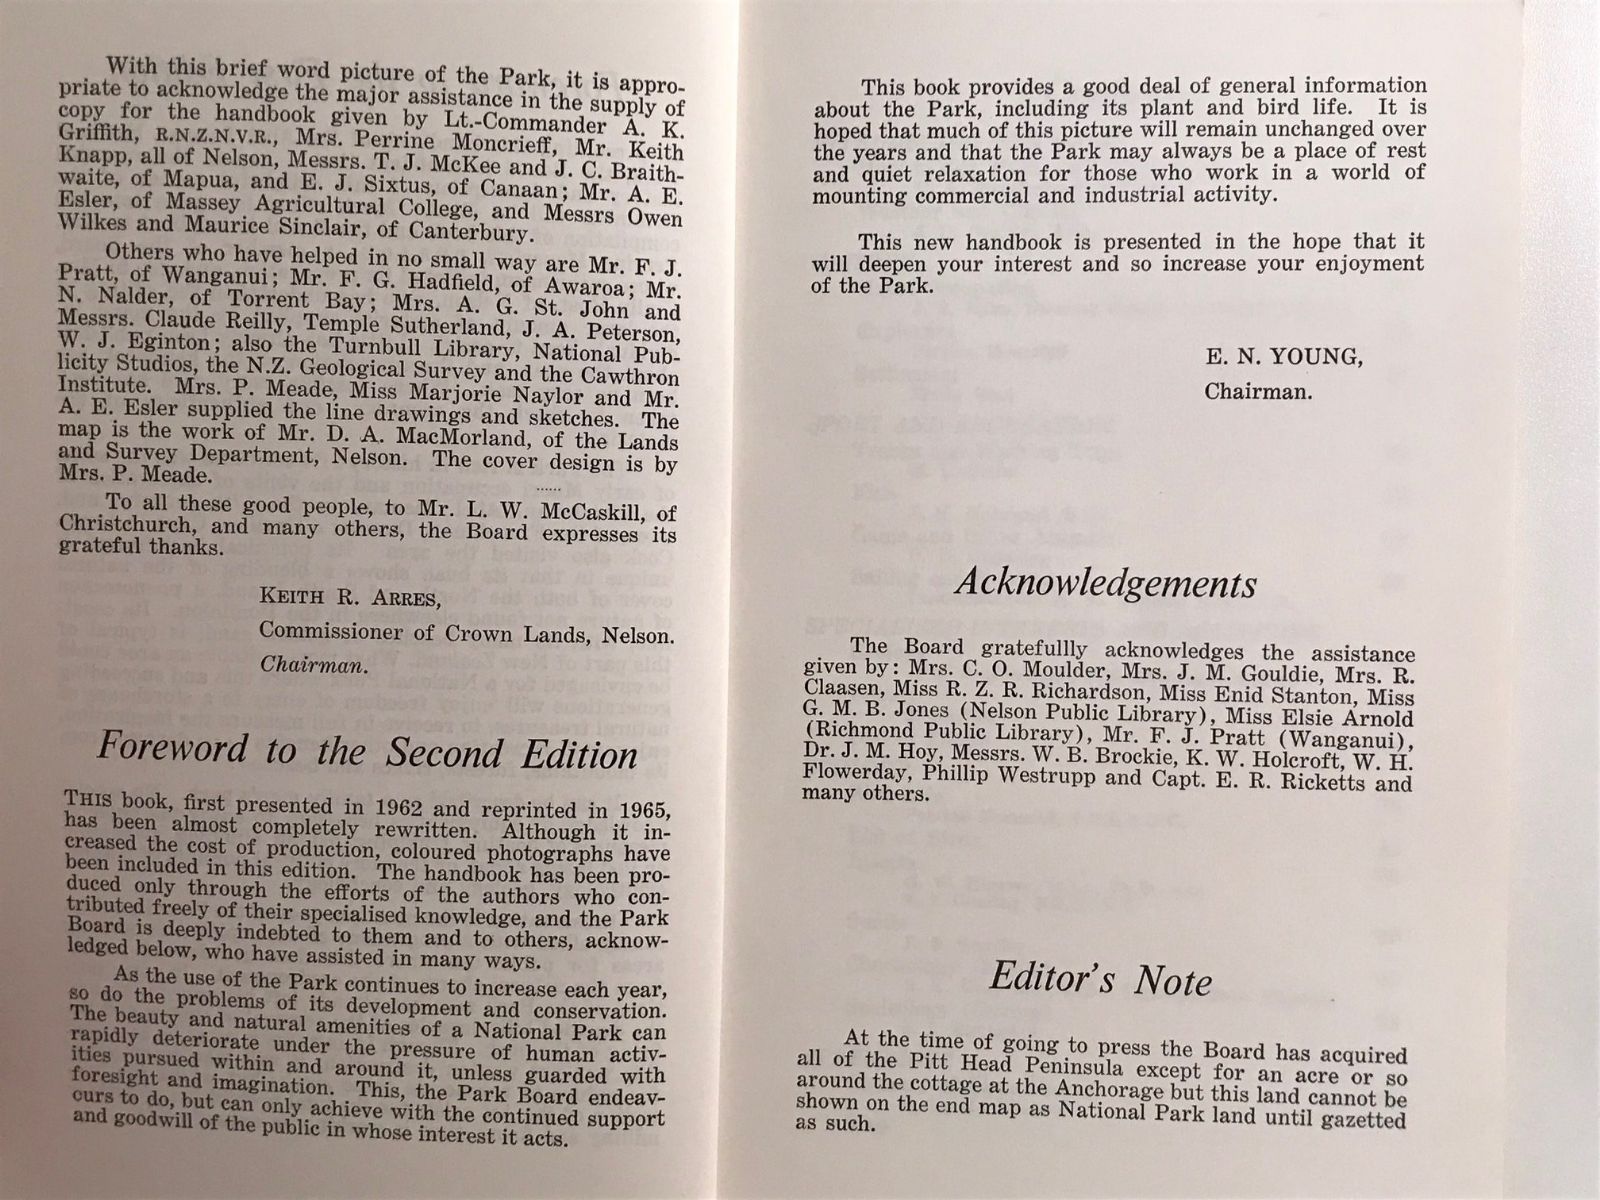 With this brief word picture of the Park, it is appro-
priate to acknowledge the major assistance in the supply of
copy for the handbook given by Lt.-Commander A. K.
Griffith, R.N.Z.N.V.R., Mrs. Perrine Moncrieff, Mr. Keith
Knapp, all of Nelson, Messrs. T. J. McKee and J. C. Braith-
waite, of Mapua, and E. J. Sixtus, of Canaan; Mr. A. E.
Esler, of Massey Agricultural College, and Messrs Owen
Wilkes and Maurice Sinclair, of Canterbury.
Others who have helped in no small way are Mr. F. J.
Pratt, of Wanganui; Mr. F. G. Hadfield, of Awaroa; Mr.
N. Nalder, of Torrent Bay; Mrs. A. G. St. John and
Messrs. Claude Reilly, Temple Sutherland, J. A. Peterson,
W. J. Eginton; also the Turnbull Library, National Pub-
licity Studios, the N.Z. Geological Survey and the Cawthron
Institute. Mrs. P. Meade, Miss Marjorie Naylor and Mr.
A. E. Esler supplied the line drawings and sketches. The
map is the work of Mr. D. A. MacMorland, of the Lands
and Survey Department, Nelson. The cover design is by
Mrs. P. Meade.
......
To all these good people, to Mr. L. W. McCaskill, of
Christchurch, and many others, the Board expresses its
grateful thanks.
KEITH R. ARRES,
Commissioner of Crown Lands, Nelson.
Chairman.
Foreword to the Second Edition
THIS book, first presented in 1962 and reprinted in 1965,
has been almost completely rewritten. Although it in-
creased the cost of production, coloured photographs have
been included in this edition. The handbook has been pro-
duced only through the efforts of the authors who con-
tributed freely of their specialised knowledge, and the Park
Board is deeply indebted to them and to others, acknow-
ledged below, who have assisted in many ways.
As the use of the Park continues to increase each year,
so do the problems of its development and conservation.
The beauty and natural amenities of a National Park can
rapidly deteriorate under the pressure of human activ-
ities pursued within and around it, unless guarded with
foresight and imagination. This, the Park Board endeav-
ours to do, but can only achieve with the continued support
and goodwill of the public in whose interest it acts.
This book provides a good deal of general information
about the Park, including its plant and bird life. It is
hoped that much of this picture will remain unchanged over
the years and that the Park may always be a place of rest
and quiet relaxation for those who work in a world of
mounting commercial and industrial activity.
This new handbook is presented in the hope that it
will deepen your interest and so increase your enjoyment
of the Park.
E. N. YOUNG,
Chairman.
Acknowledgements
The Board gratefullly acknowledges the assistance
given by: Mrs. C. O. Moulder, Mrs. J. M. Gouldie, Mrs. R.
Claasen, Miss R. Z. R. Richardson, Miss Enid Stanton, Miss
G. M. B. Jones (Nelson Public Library), Miss Elsie Arnold
(Richmond Public Library), Mr. F. J. Pratt (Wanganui),
Dr. J. M. Hoy, Messrs. W. B. Brockie, K. W. Holcroft, W. H.
Flowerday, Phillip Westrupp and Capt. E. R. Ricketts and
many others.
Editor's Note
At the time of going to press the Board has acquired
all of the Pitt Head Peninsula except for an acre or so
around the cottage at the Anchorage but this land cannot be
shown on the end map as National Park land until gazetted
as such.